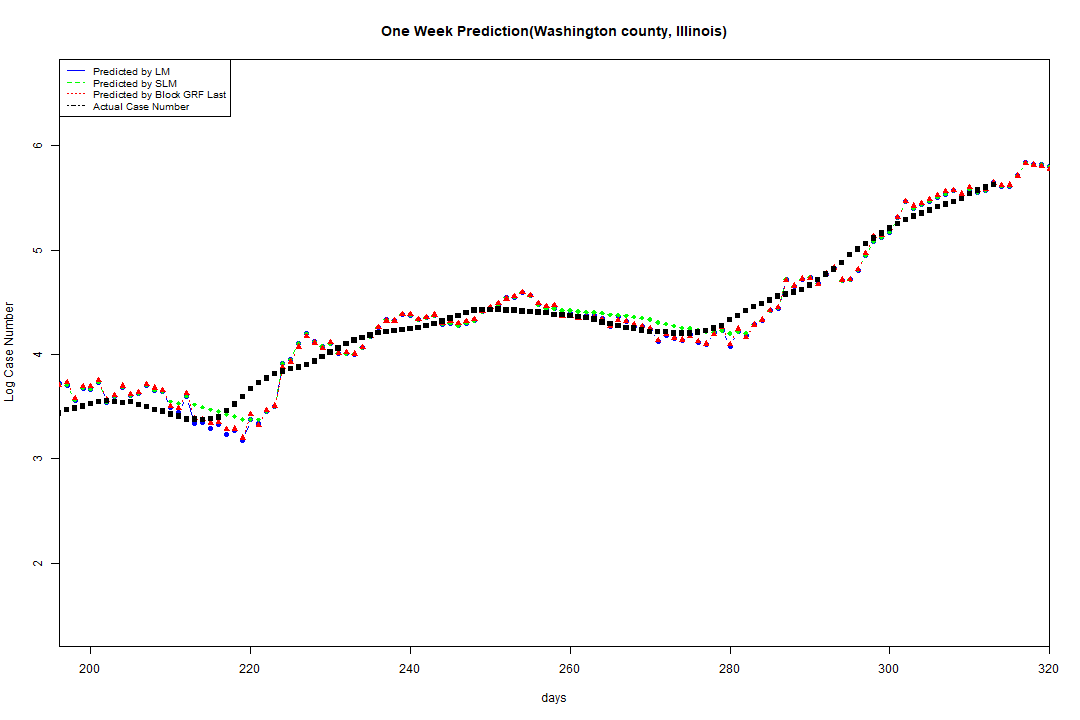 One Week Prediction(Washington county, Illinois)
Predicted by LM
Predicted by SLM
Predicted by Block GRF Last
Actual Case Number
6
5
4
3
2
Log Case Number
200 220 240 260 280 300 320
days